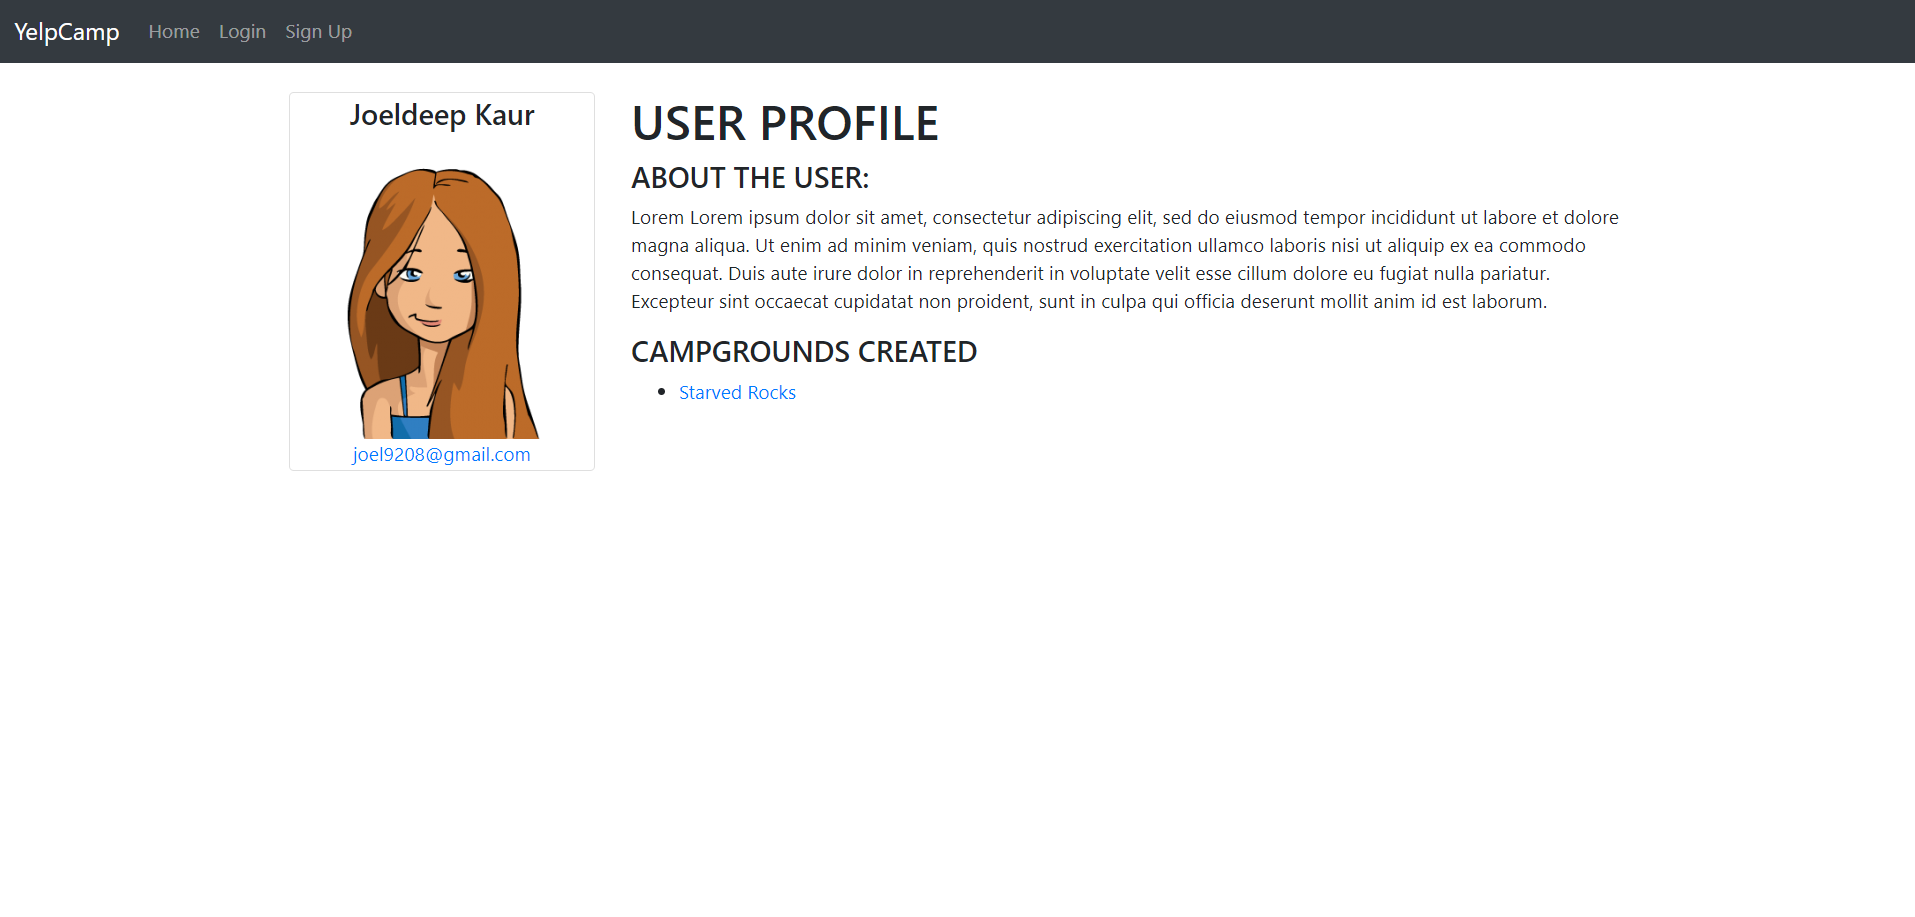 YelpCamp Home Login Sign Up
Joeldeep Kaur
joel9208@gmail.com
USER PROFILE
ABOUT THE USER:
Lorem Lorem ipsum dolor sit amet, consectetur adipiscing elit, sed do eiusmod tempor incididunt ut labore et dolore
magna aliqua. Ut enim ad minim veniam, quis nostrud exercitation ullamco laboris nisi ut aliquip ex ea commodo
consequat. Duis aute irure dolor in reprehenderit in voluptate velit esse cillum dolore eu fugiat nulla pariatur.
Excepteur sint occaecat cupidatat non proident, sunt in culpa qui officia deserunt mollit anim id est laborum.
CAMPGROUNDS CREATED
Starved Rocks